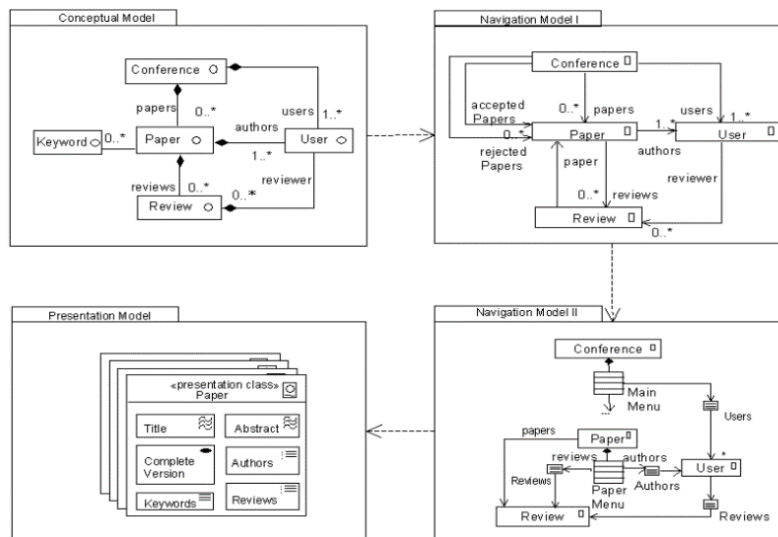 Conceptual Model
Conference
papers
0..*
users
1..*
Keyword
0..*
Paper
authors
1..*
User
reviews
0..*
0..*
reviewer
Review
Navigation Model I
Conference
accepted
Papers
0..*
papers
users
1..*
1..*
0..*
Paper
User
rejected
Papers
paper
authors
reviewer
0..*
reviews
Review
0..*
Presentation Model
«presentation class»
Paper
Title
Abstract
Complete
Version
Authors
Keywords
Reviews
Navigation Model II
Conference
Main
Menu
...
Users
papers
Paper
reviews
authors
*
User
Reviews
Paper
Menu
Authors
Review
Reviews